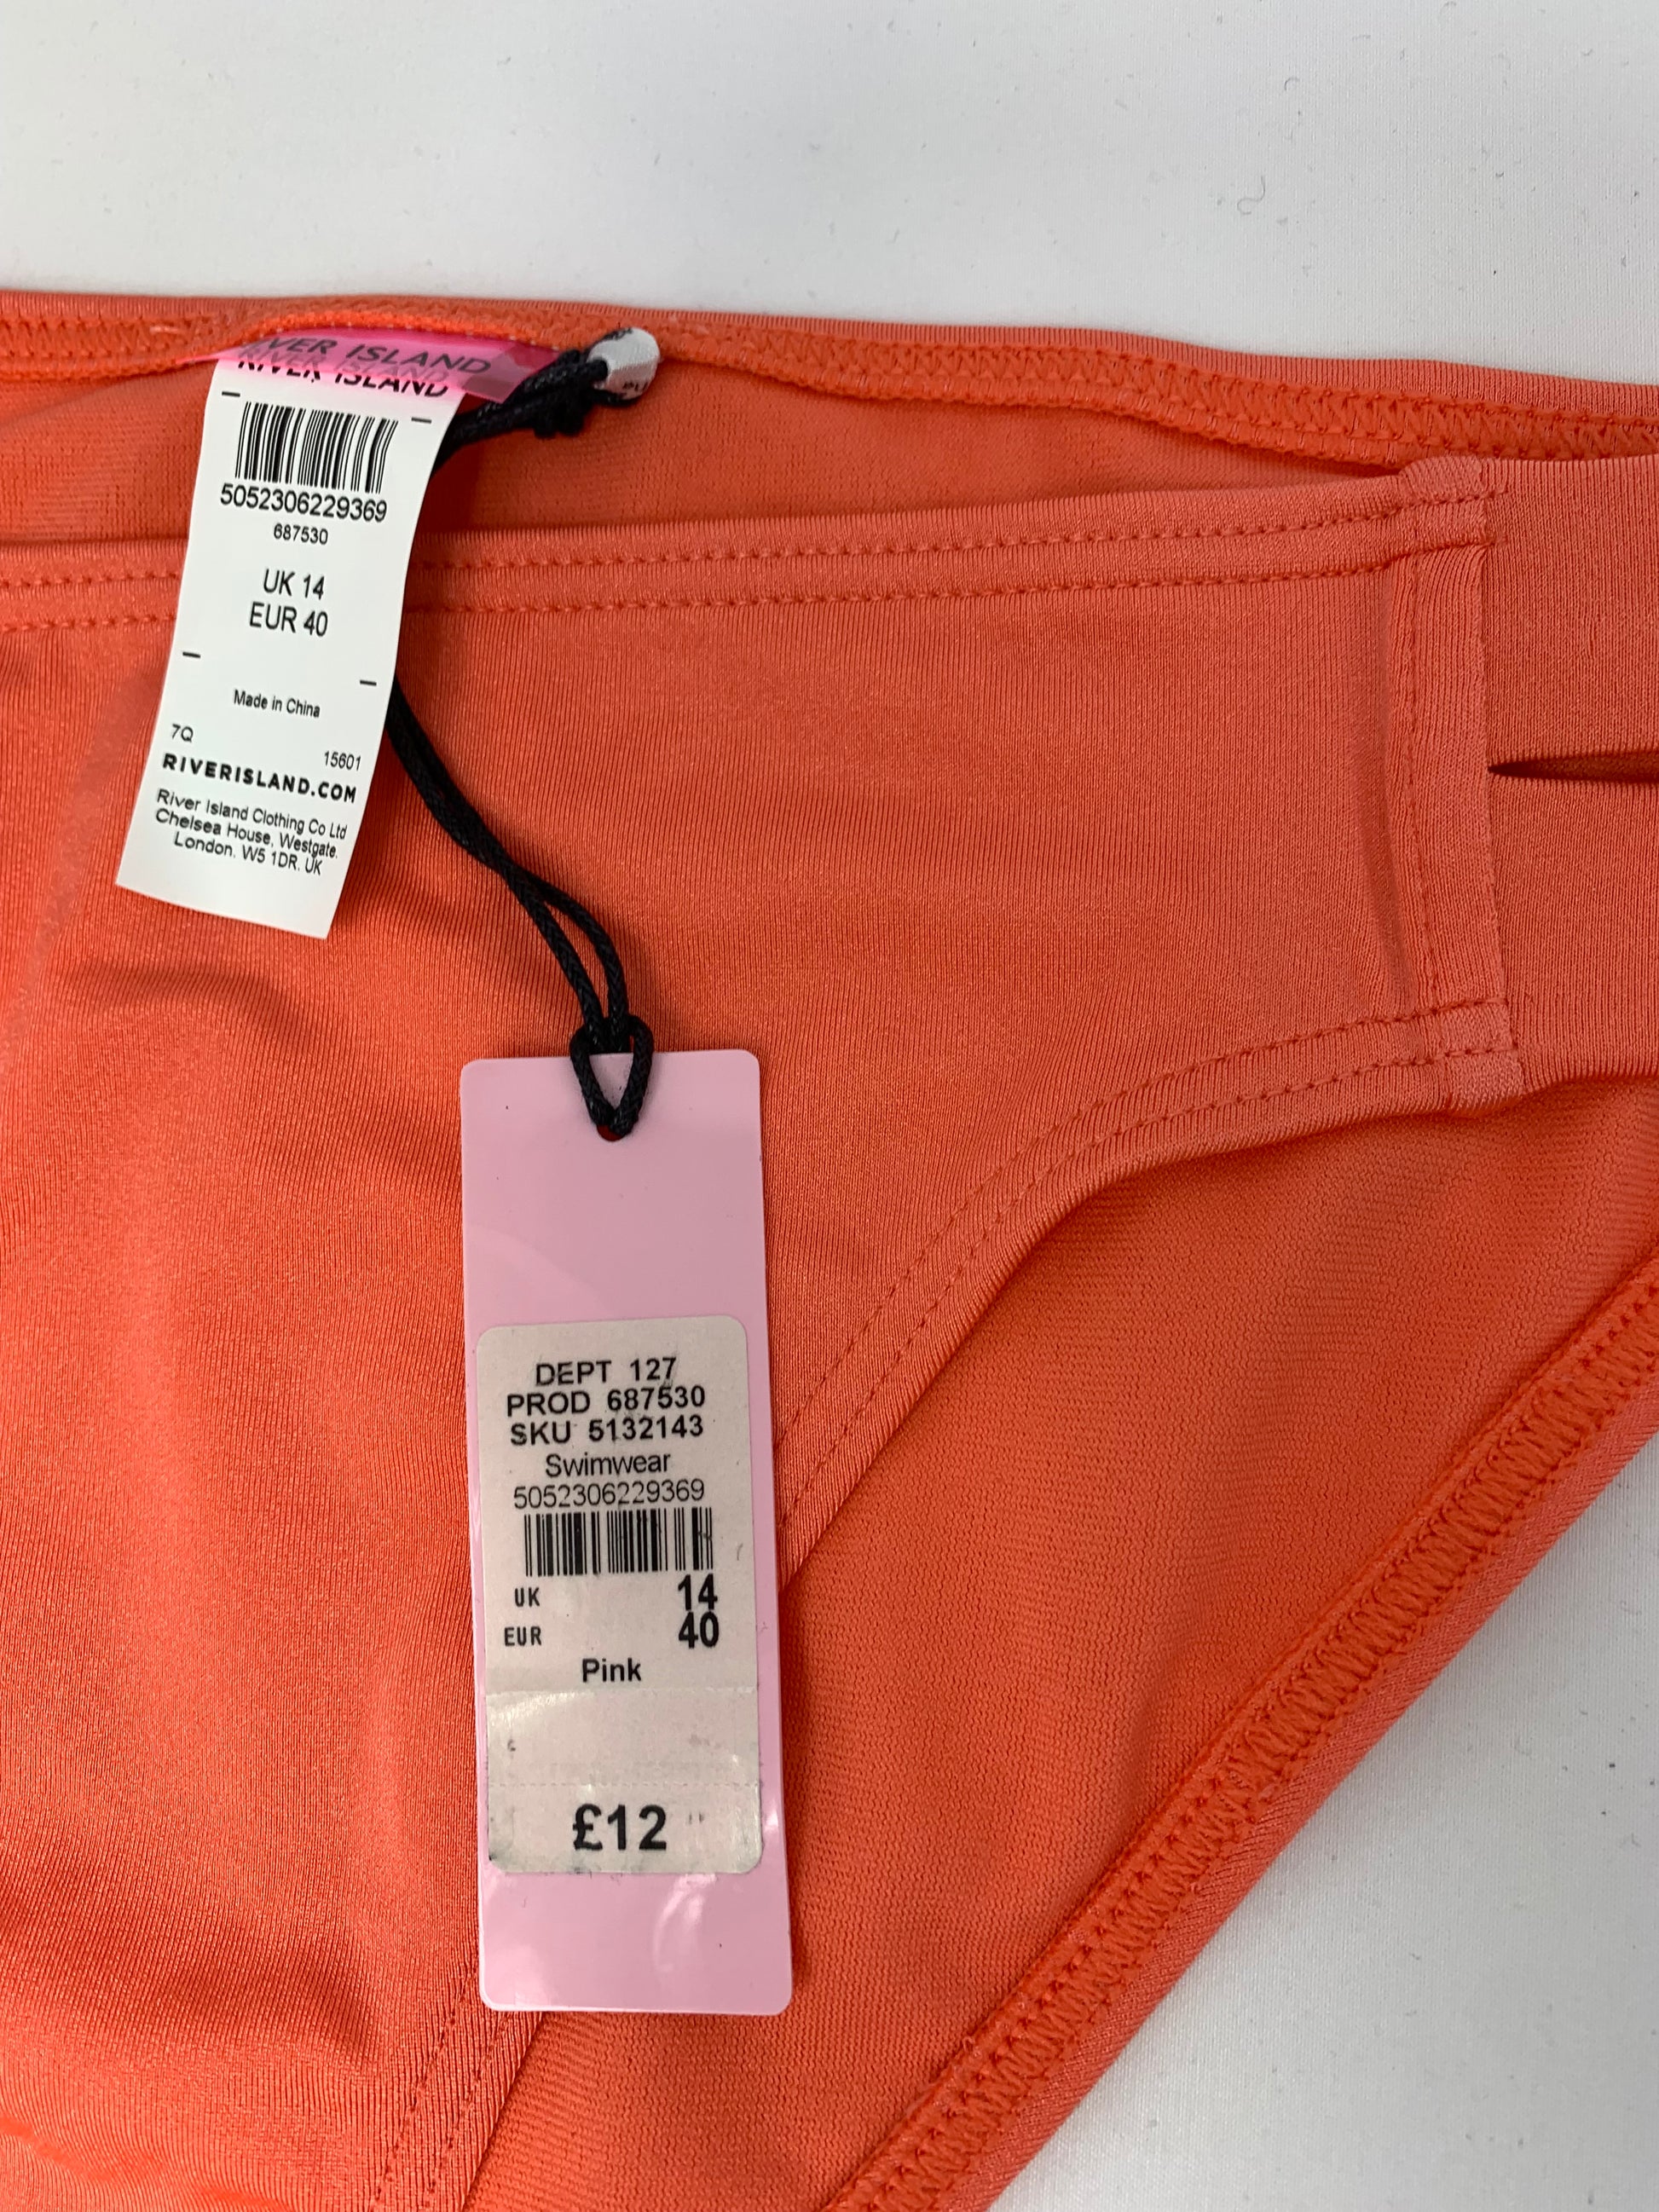 RIVER ISLAND
RIVER ISLAND
5052306229369
687530
UK 14
EUR 40
Made in China
7Q
15601
RIVERISLAND.COM
River Island Clothing Co Ltd
Chelsea House, Westgate.
London. W5 1DR. UK
DEPT 127
PROD 687530
SKU 5132143
Swimwear
5052306229369
UK 14
EUR 40
Pink
£12